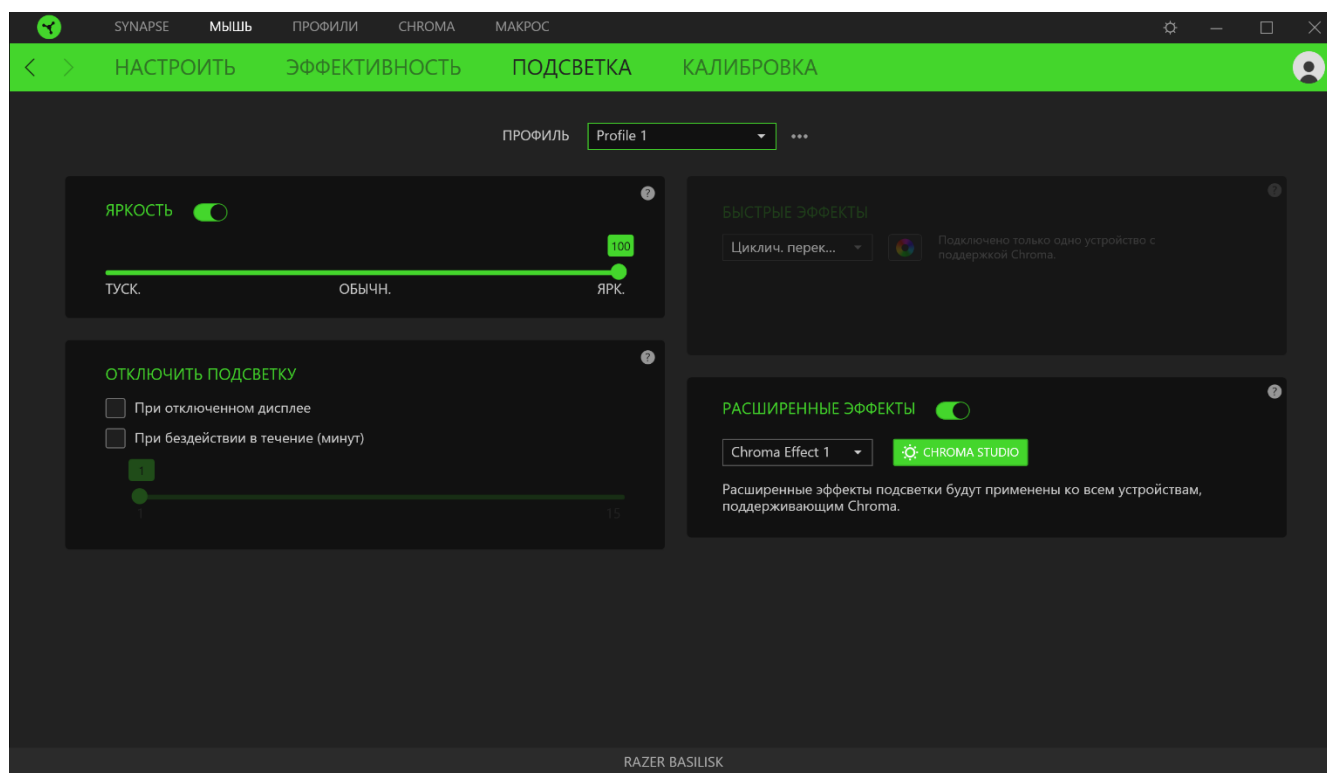 SYNAPSE МЫШЬ ПРОФИЛИ CHROMA МАКРОС
НАСТРОИТЬ ЭФФЕКТИВНОСТЬ ПОДСВЕТКА КАЛИБРОВКА
ПРОФИЛЬ Profile 1
ЯРКОСТЬ
100
ТУСК. ОБЫЧН. ЯРК.
ОТКЛЮЧИТЬ ПОДСВЕТКУ
При отключенном дисплее
При бездействии в течение (минут)
1
1 15
БЫСТРЫЕ ЭФФЕКТЫ
Циклич. перек...
Подключено только одно устройство с
поддержкой Chroma.
РАСШИРЕННЫЕ ЭФФЕКТЫ
Chroma Effect 1 CHROMA STUDIO
Расширенные эффекты подсветки будут применены ко всем устройствам,
поддерживающим Chroma.
RAZER BASILISK